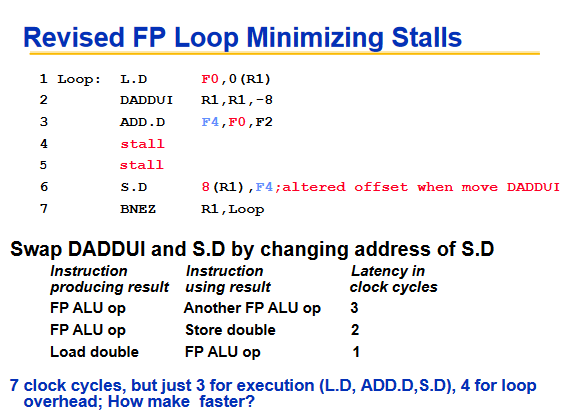 Revised FP Loop Minimizing Stalls
1 Loop: L.D F0,0(R1)
2 DADDUI R1,R1,-8
3 ADD.D F4,F0,F2
4 stall
5 stall
6 S.D 8(R1),F4;altered offset when move DADDUI
7 BNEZ R1,Loop
Swap DADDUI and S.D by changing address of S.D
Instruction Instruction Latency in
producing result using result clock cycles
FP ALU op Another FP ALU op 3
FP ALU op Store double 2
Load double FP ALU op 1
7 clock cycles, but just 3 for execution (L.D, ADD.D,S.D), 4 for loop
overhead; How make faster?